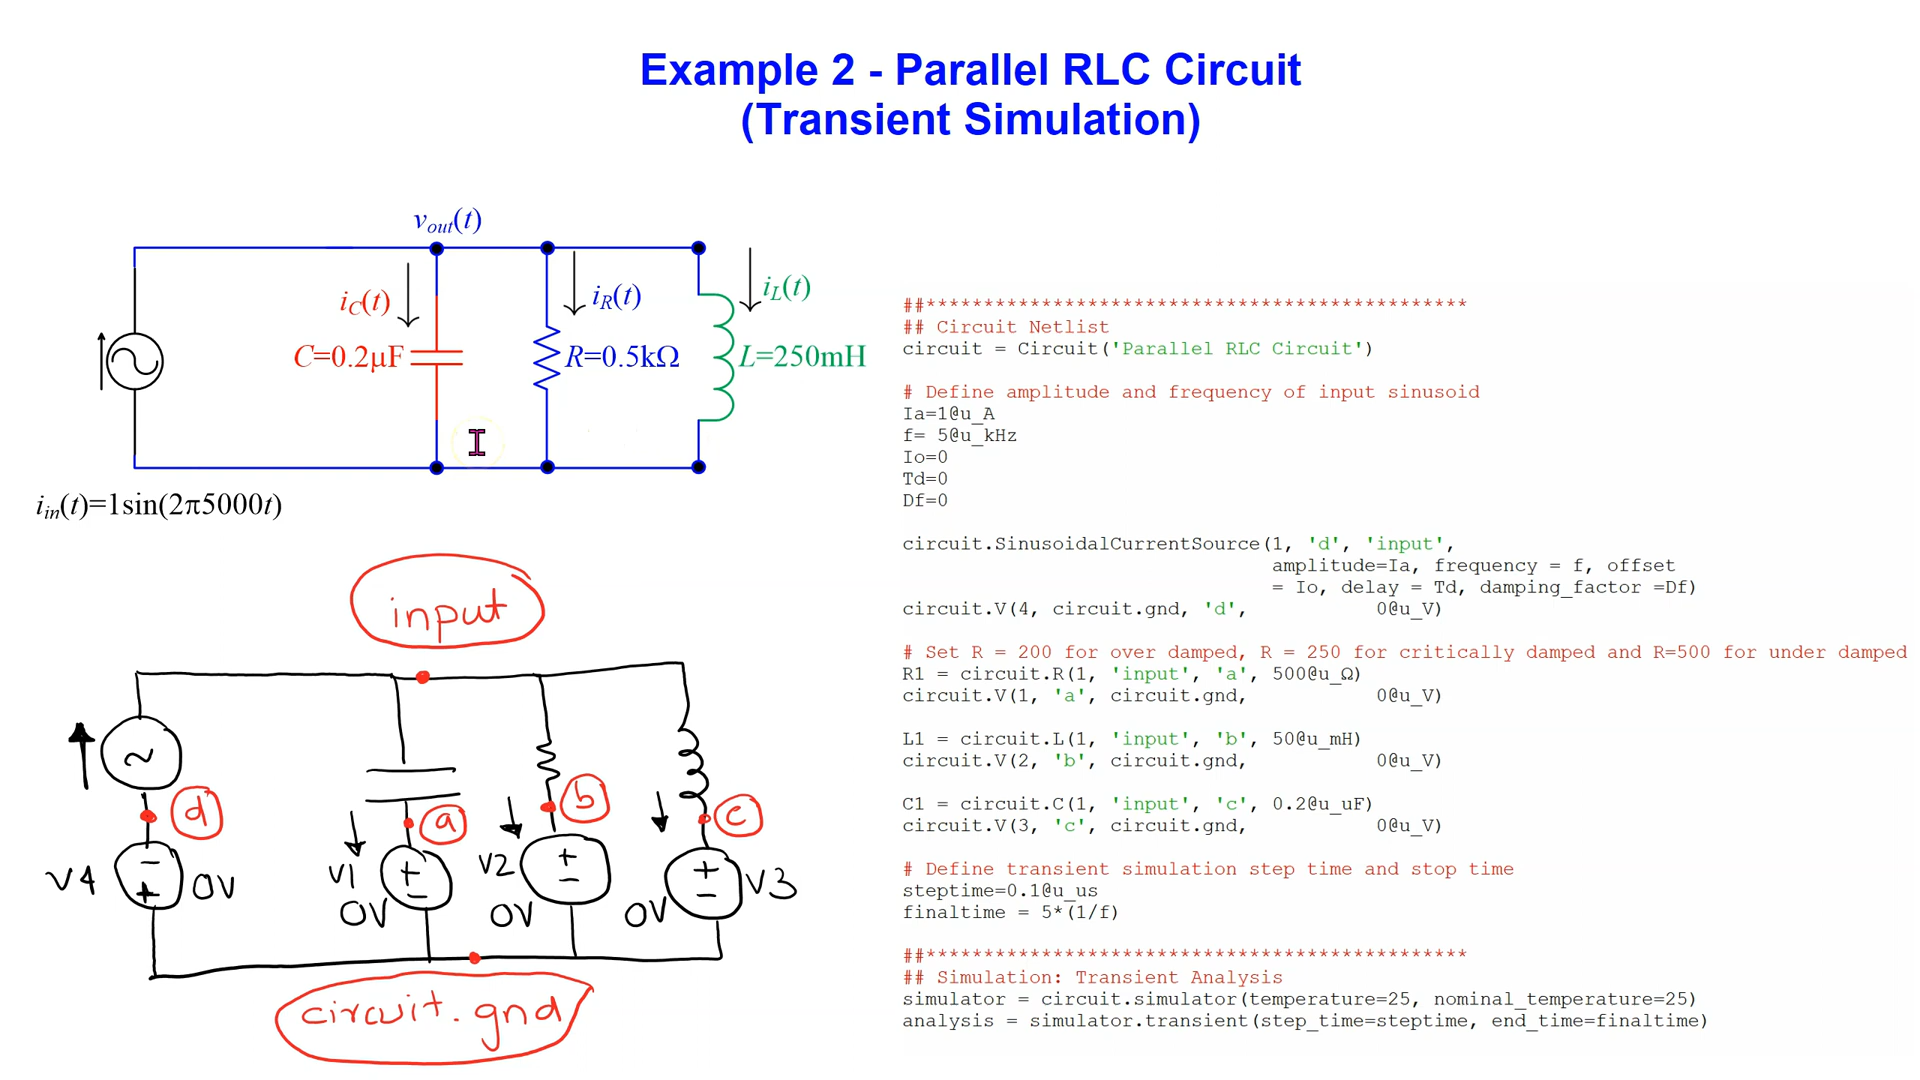 Example 2 - Parallel RLC Circuit
(Transient Simulation)
vout(t)
iC(t)
iR(t)
iL(t)
C=0.2µF
R=0.5kΩ
L=250mH
iin(t)=1sin(2π5000t)
input
d
a
b
c
V4
0V
V1
0V
V2
0V
V3
0V
circuit.gnd
##***********************************************
## Circuit Netlist
circuit = Circuit('Parallel RLC Circuit')
# Define amplitude and frequency of input sinusoid
Ia=1@u_A
f= 5@u_kHz
Io=0
Td=0
Df=0
circuit.SinusoidalCurrentSource(1, 'd', 'input',
amplitude=Ia, frequency = f, offset
= Io, delay = Td, damping_factor =Df)
circuit.V(4, circuit.gnd, 'd', 0@u_V)
# Set R = 200 for over damped, R = 250 for critically damped and R=500 for under damped
R1 = circuit.R(1, 'input', 'a', 500@u_Ω)
circuit.V(1, 'a', circuit.gnd, 0@u_V)
L1 = circuit.L(1, 'input', 'b', 50@u_mH)
circuit.V(2, 'b', circuit.gnd, 0@u_V)
C1 = circuit.C(1, 'input', 'c', 0.2@u_uF)
circuit.V(3, 'c', circuit.gnd, 0@u_V)
# Define transient simulation step time and stop time
steptime=0.1@u_us
finaltime = 5*(1/f)
##***********************************************
## Simulation: Transient Analysis
simulator = circuit.simulator(temperature=25, nominal_temperature=25)
analysis = simulator.transient(step_time=steptime, end_time=finaltime)